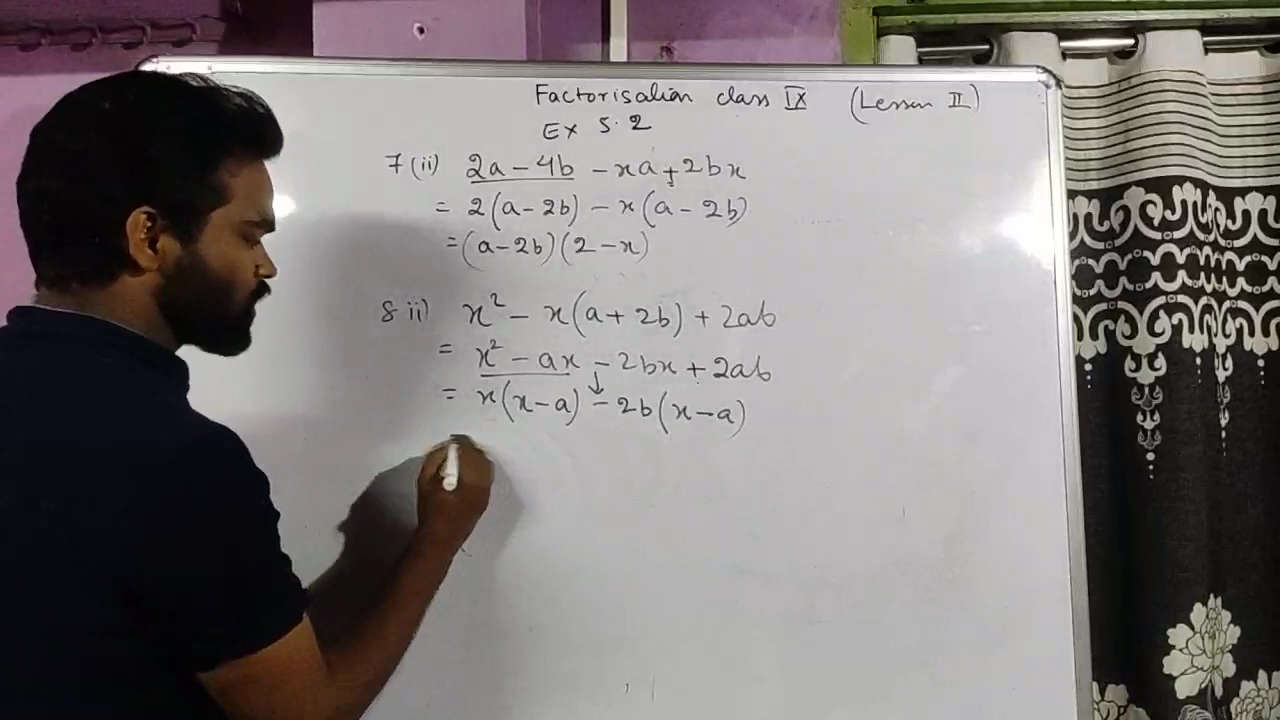 Factorisation class IX (Lesson II)
Ex 5.2
7(ii) 2a - 4b - xa + 2bx
= 2(a - 2b) - x(a - 2b)
= (a - 2b)(2 - x)
8 ii) x² - x(a + 2b) + 2ab
= x² - ax - 2bx + 2ab
= x(x - a) - 2b(x - a)